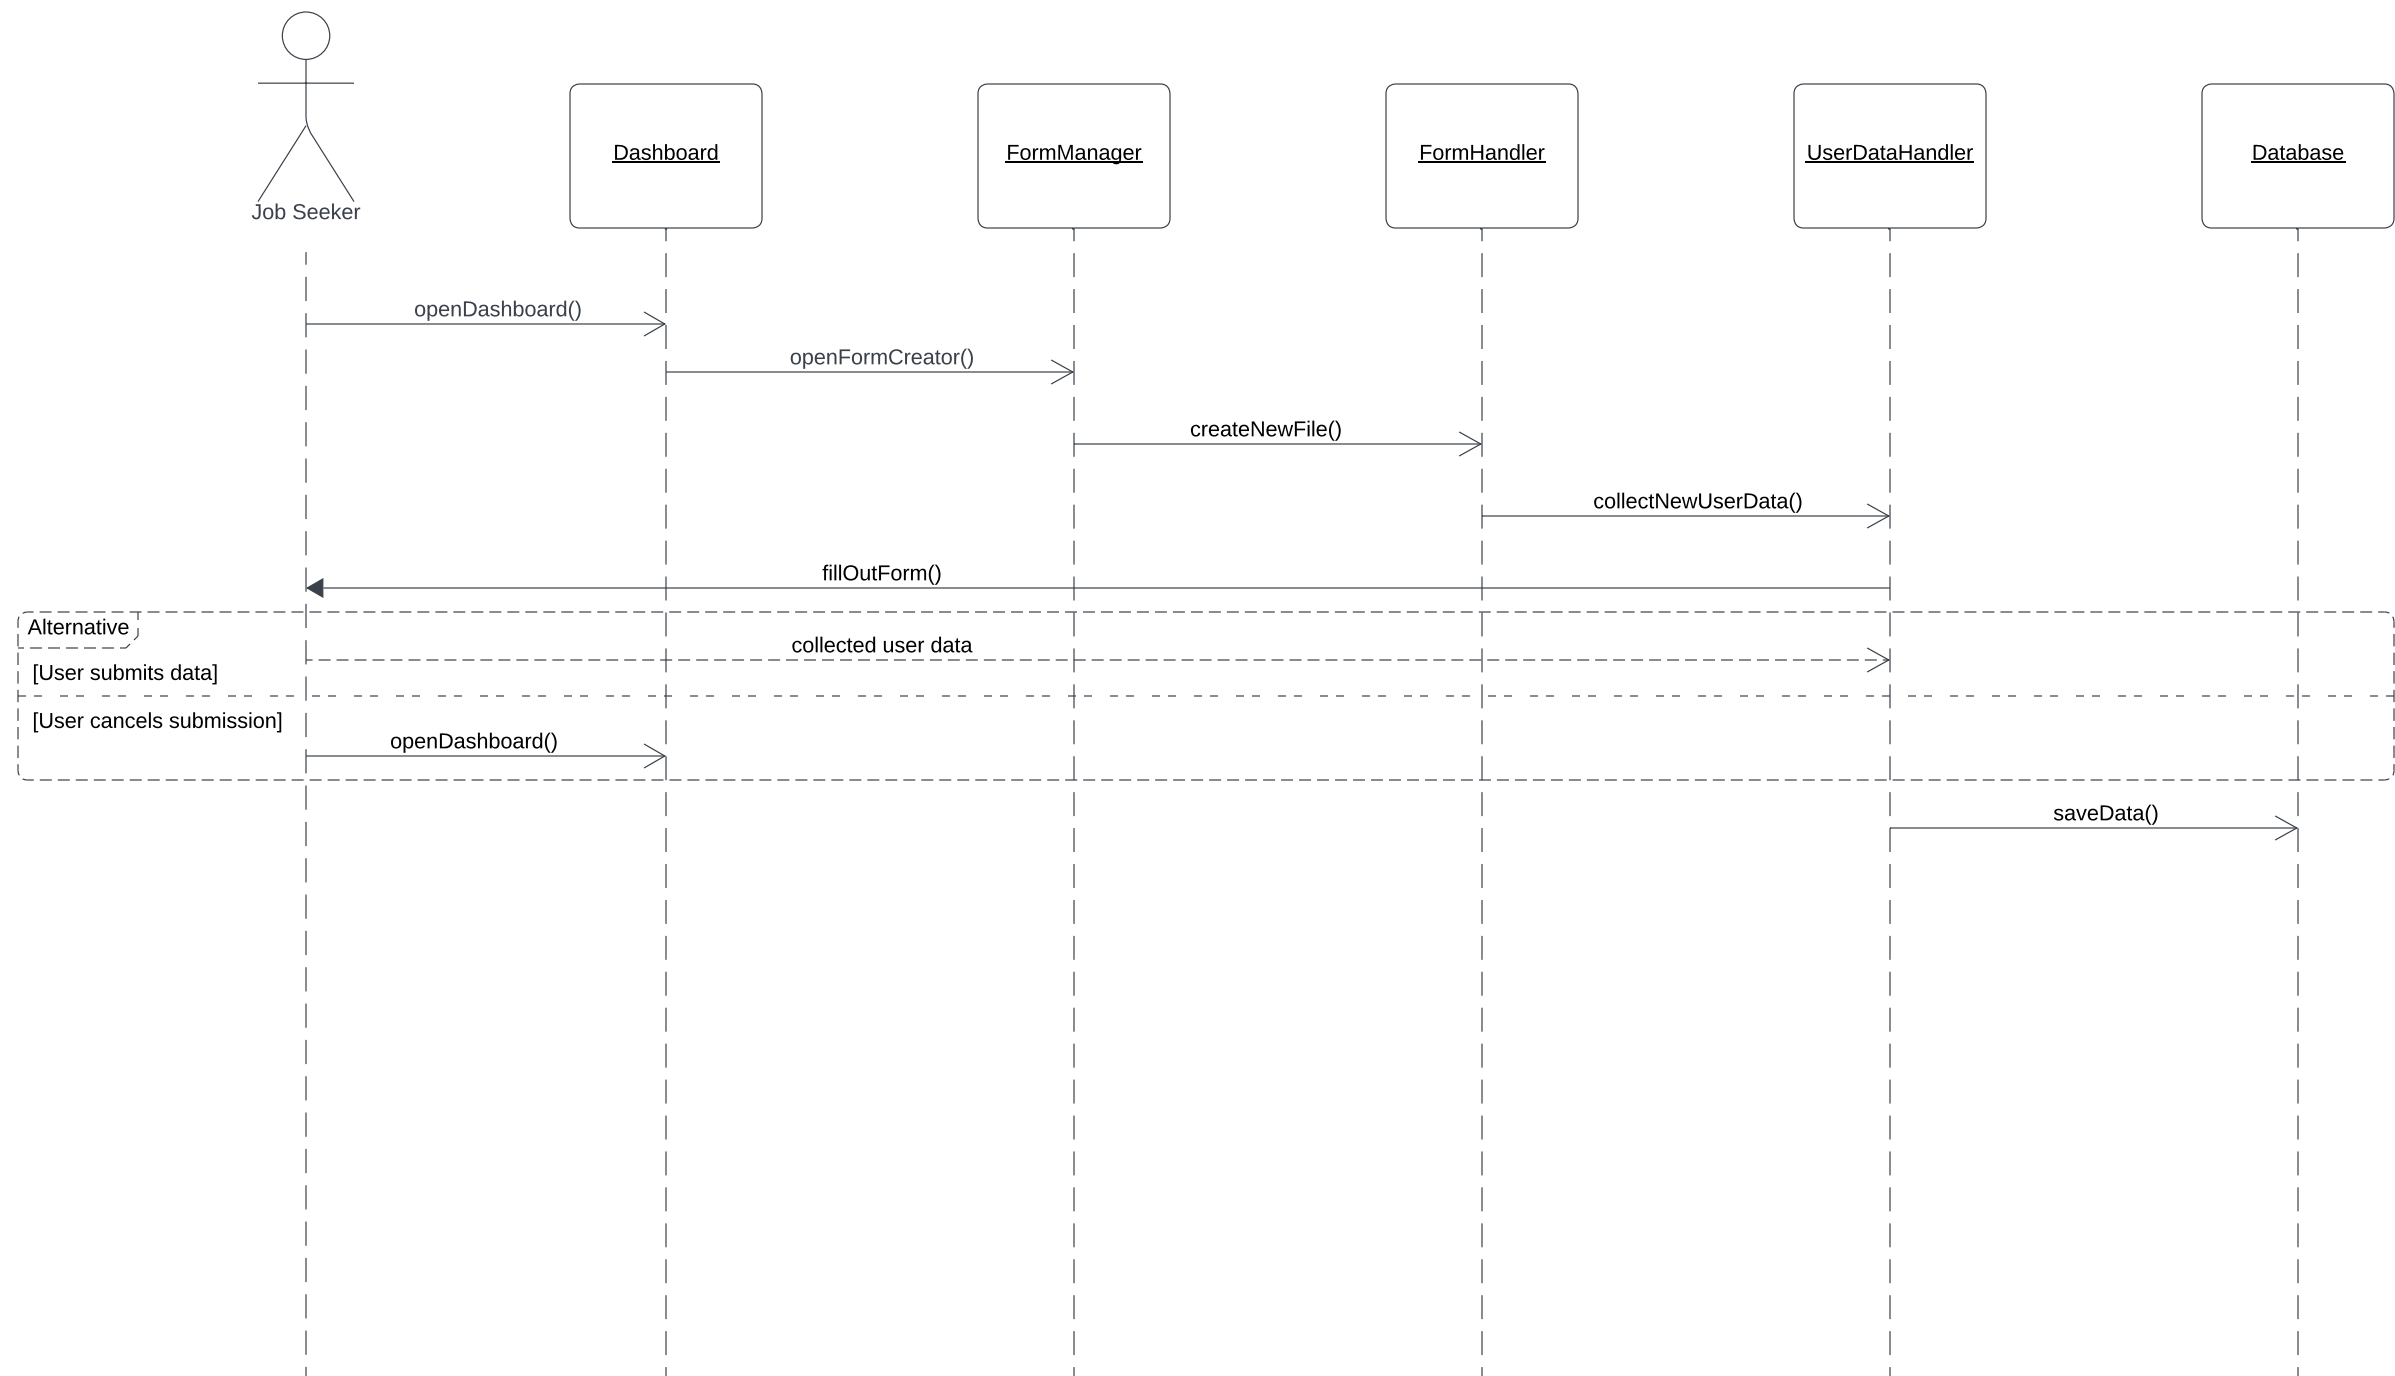 Job Seeker
Dashboard
FormManager
FormHandler
UserDataHandler
Database
openDashboard()
openFormCreator()
createNewFile()
collectNewUserData()
fillOutForm()
Alternative
collected user data
[User submits data]
[User cancels submission]
openDashboard()
saveData()